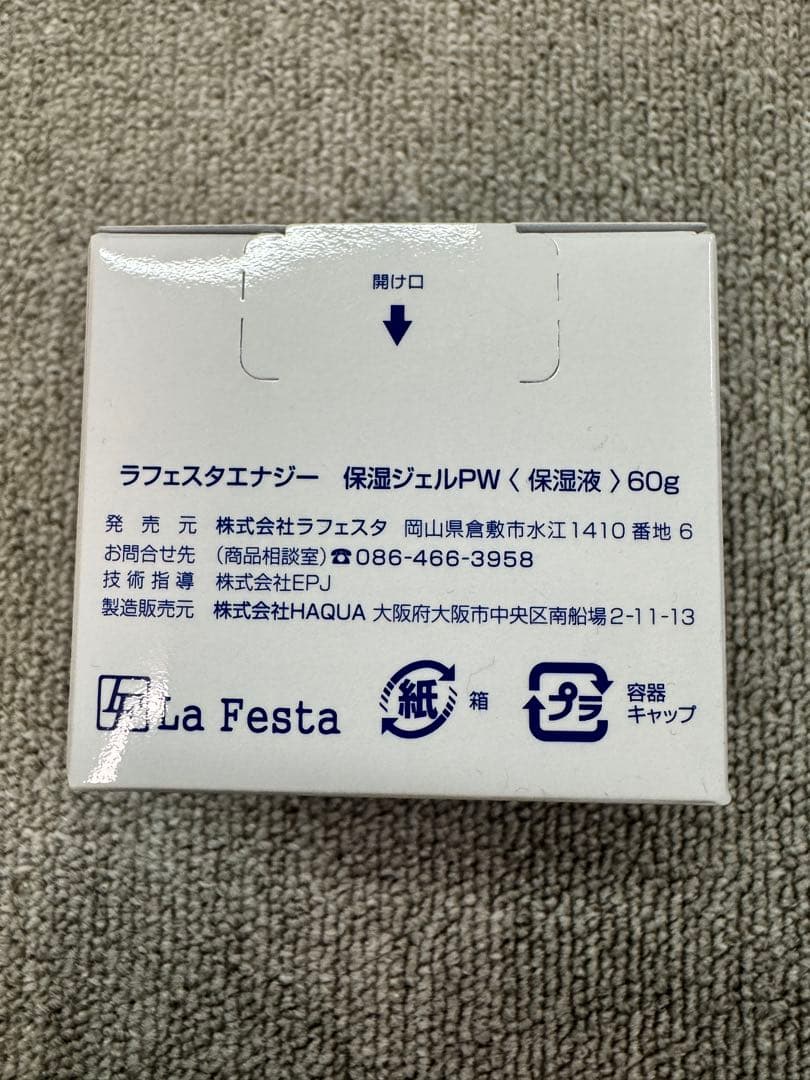 開け口
ラフェスタエナジー 保湿ジェルPW〈保湿液〉60g
発売元 株式会社ラフェスタ 岡山県倉敷市水江1410番地6
お問合せ先 (商品相談室)☎086-466-3958
技術指導 株式会社EPJ
製造販売元 株式会社HAQUA 大阪府大阪市中央区南船場2-11-13
La Festa
紙 箱
プラ 容器
キャップ